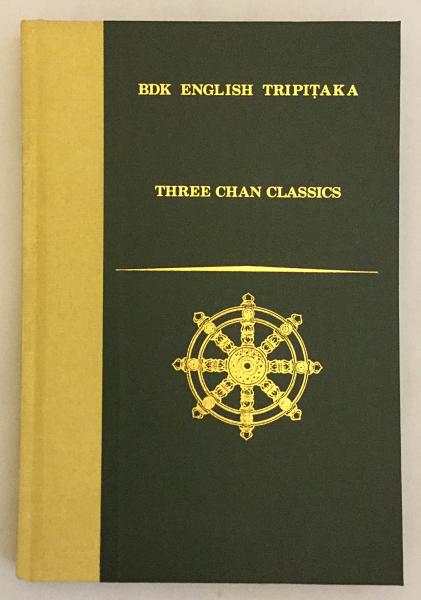 BDK ENGLISH TRIPIṬAKA
THREE CHAN CLASSICS